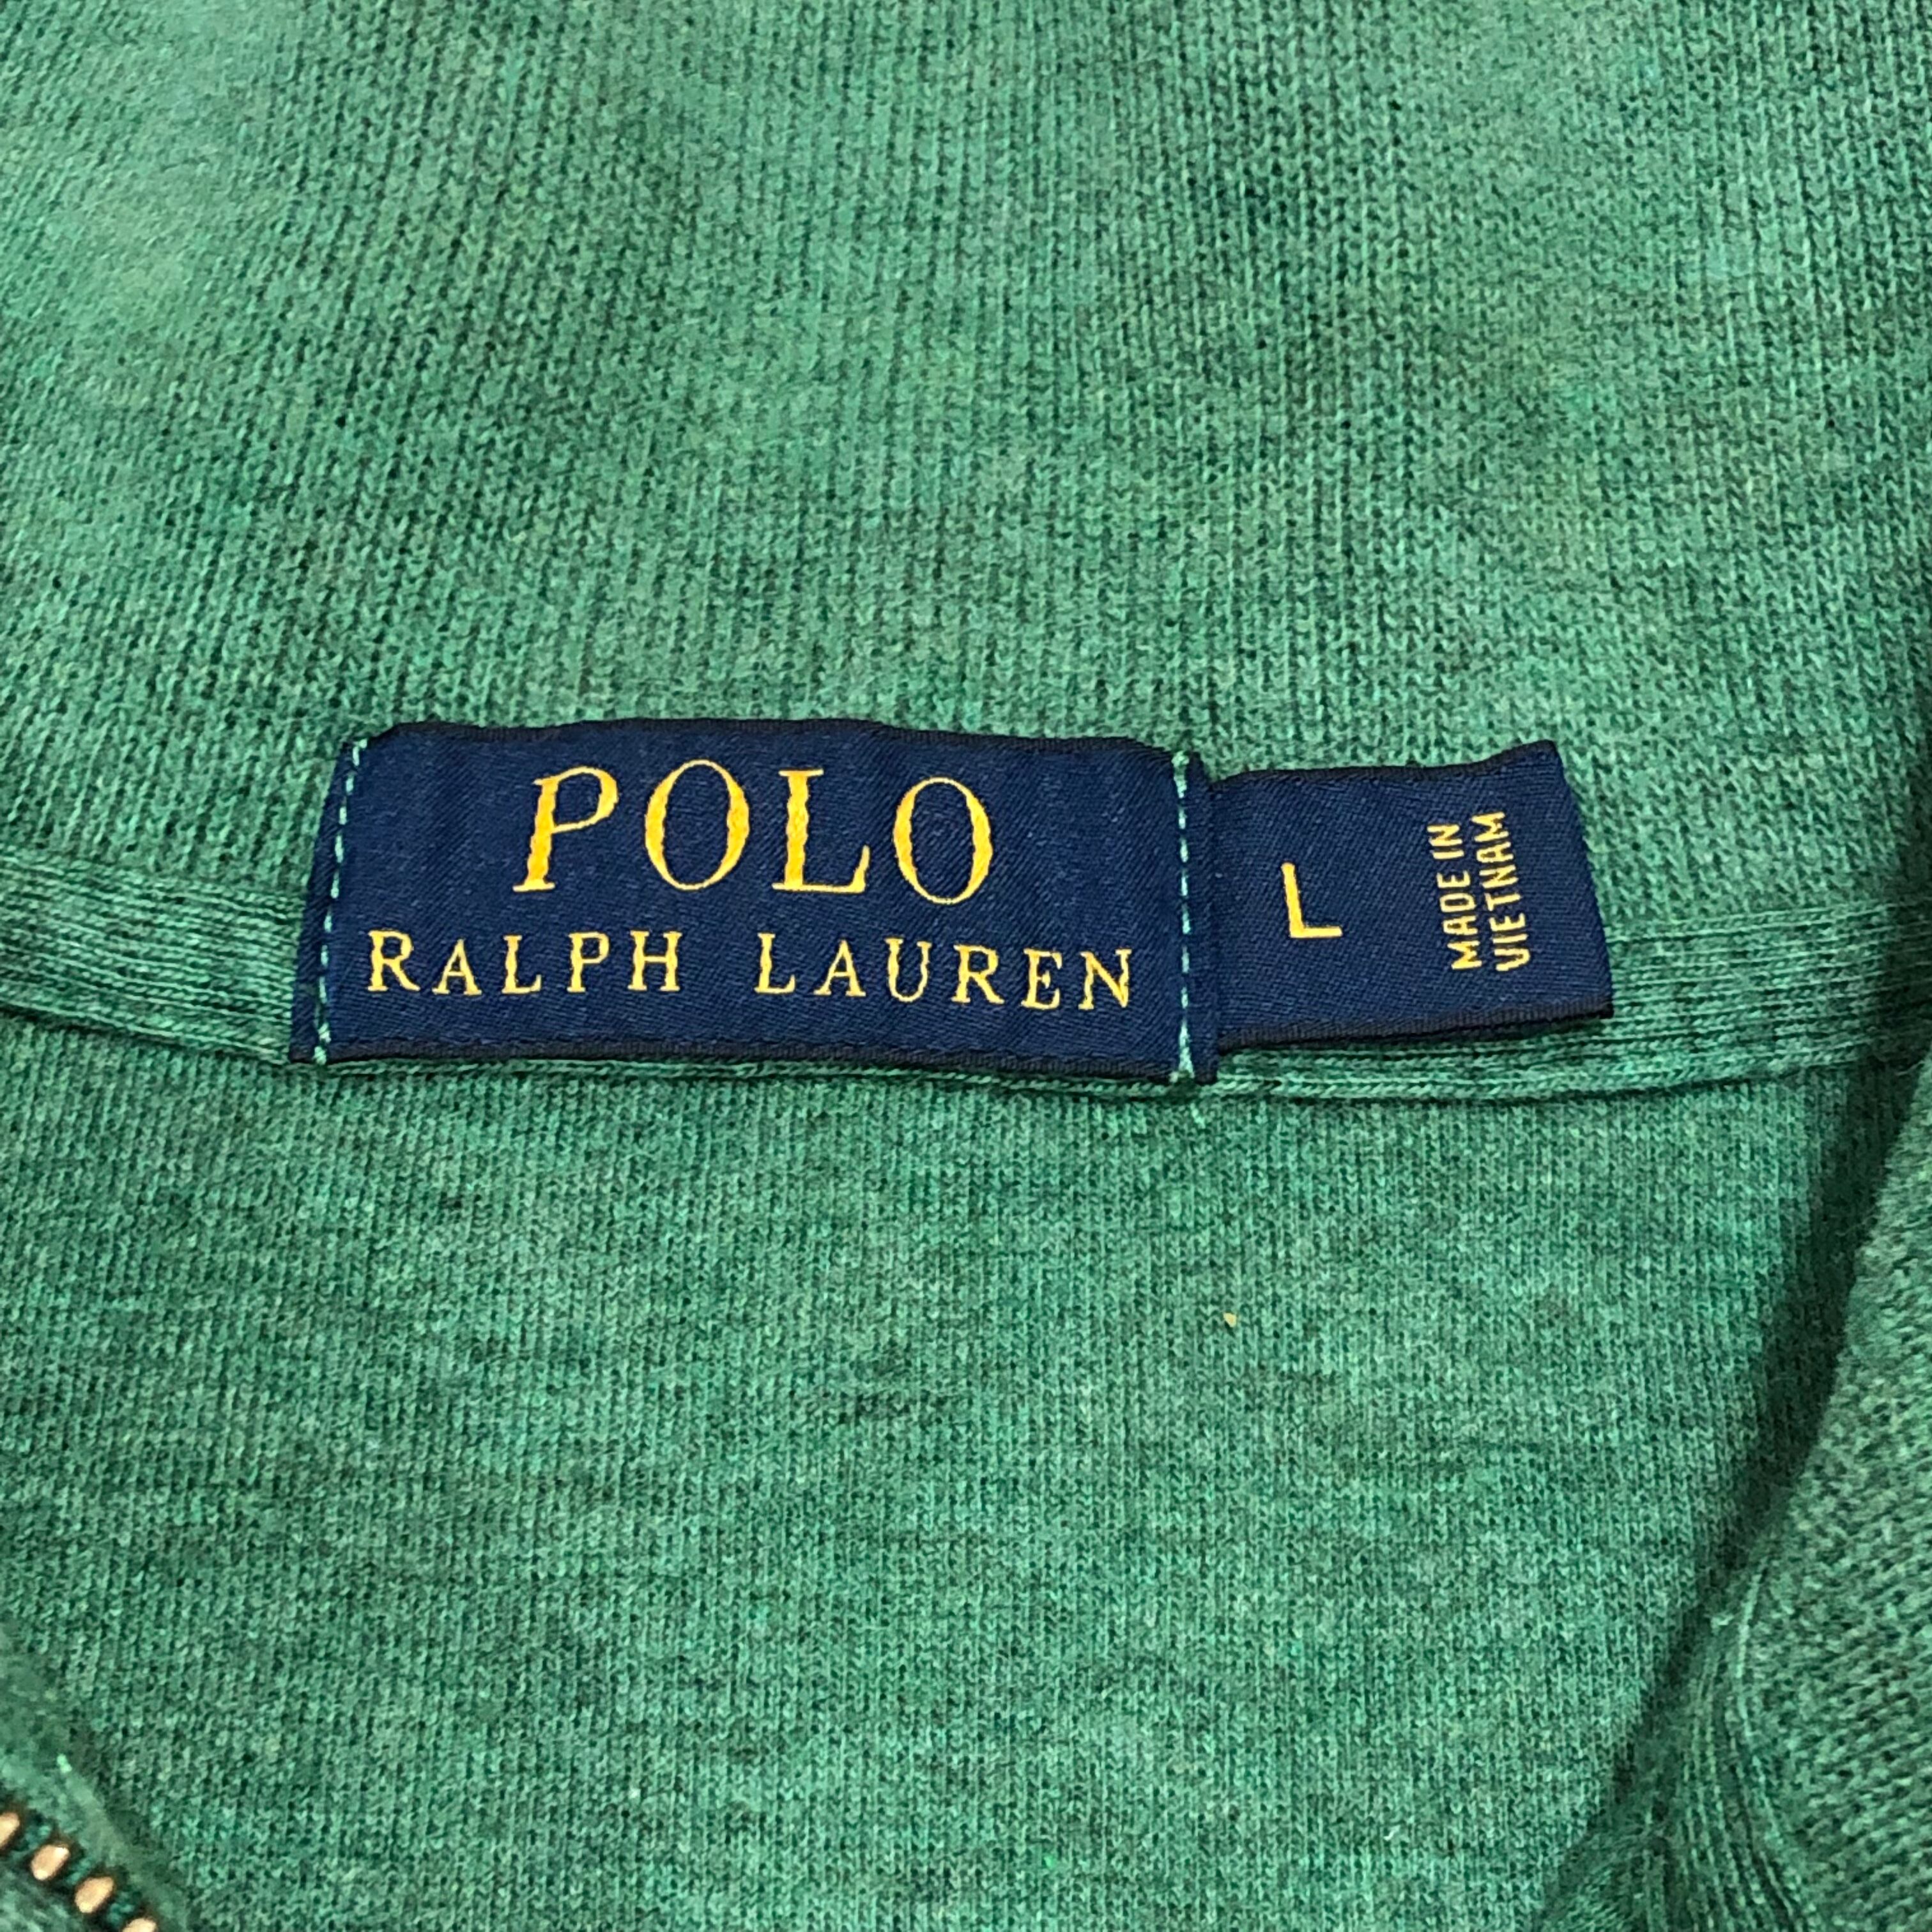 POLO
RALPH LAUREN
L
MADE IN
VIETNAM